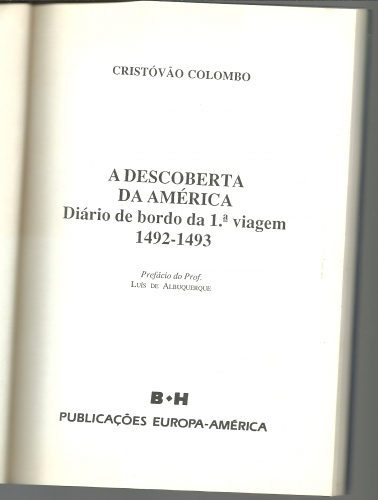 CRISTÓVÃO COLOMBO
A DESCOBERTA
DA AMÉRICA
Diário de bordo da 1.ª viagem
1492-1493
Prefácio do Prof.
LUÍS DE ALBUQUERQUE
B•H
PUBLICAÇÕES EUROPA-AMÉRICA